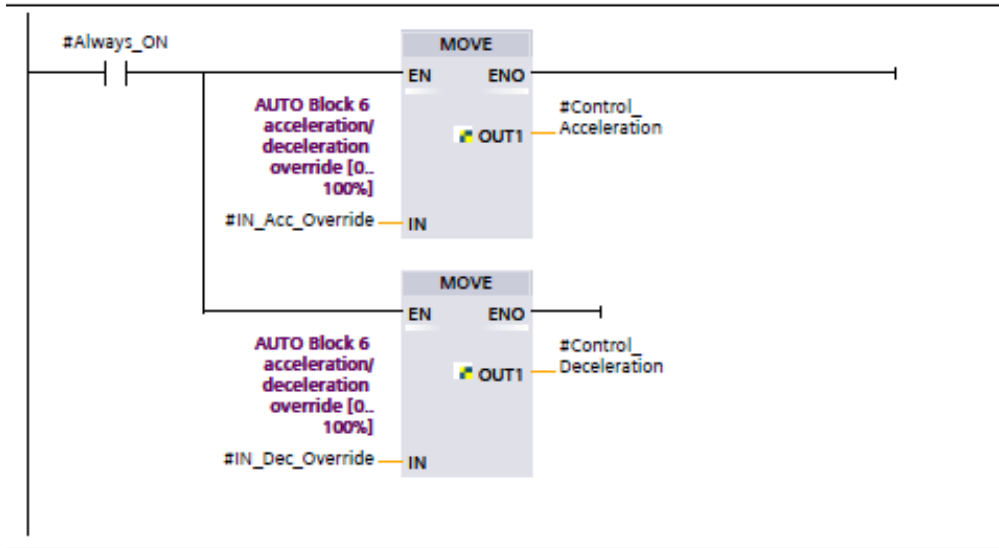 #Always_ON
MOVE
EN ENO
AUTO Block 6
acceleration/
deceleration
override [0..
100%]
#Control_
Acceleration
OUT1
#IN_Acc_Override
IN
MOVE
EN ENO
AUTO Block 6
acceleration/
deceleration
override [0..
100%]
#Control_
Deceleration
OUT1
#IN_Dec_Override
IN